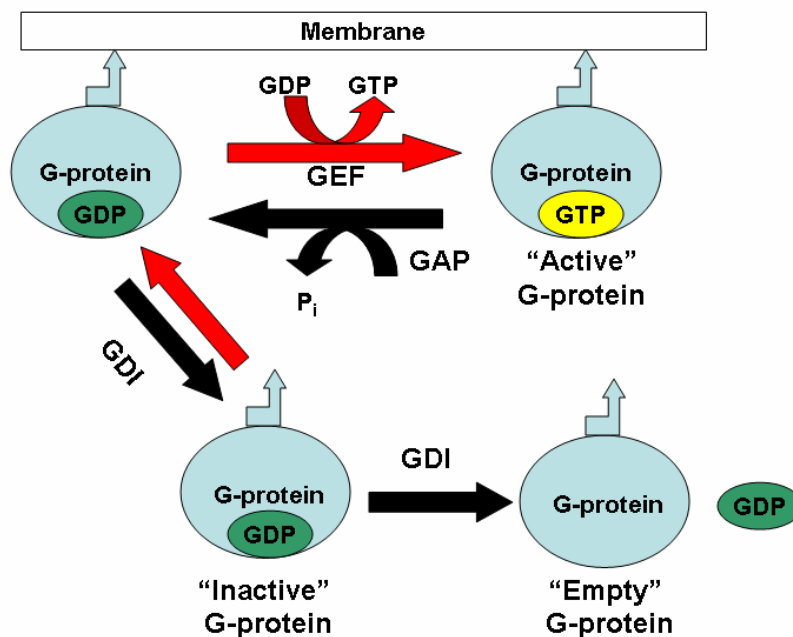 Membrane
GDP
GTP
G-protein
GDP
GEF
G-protein
GTP
GAP
Pi
"Active"
G-protein
GDI
G-protein
GDP
"Inactive"
G-protein
GDI
G-protein
GDP
"Empty"
G-protein